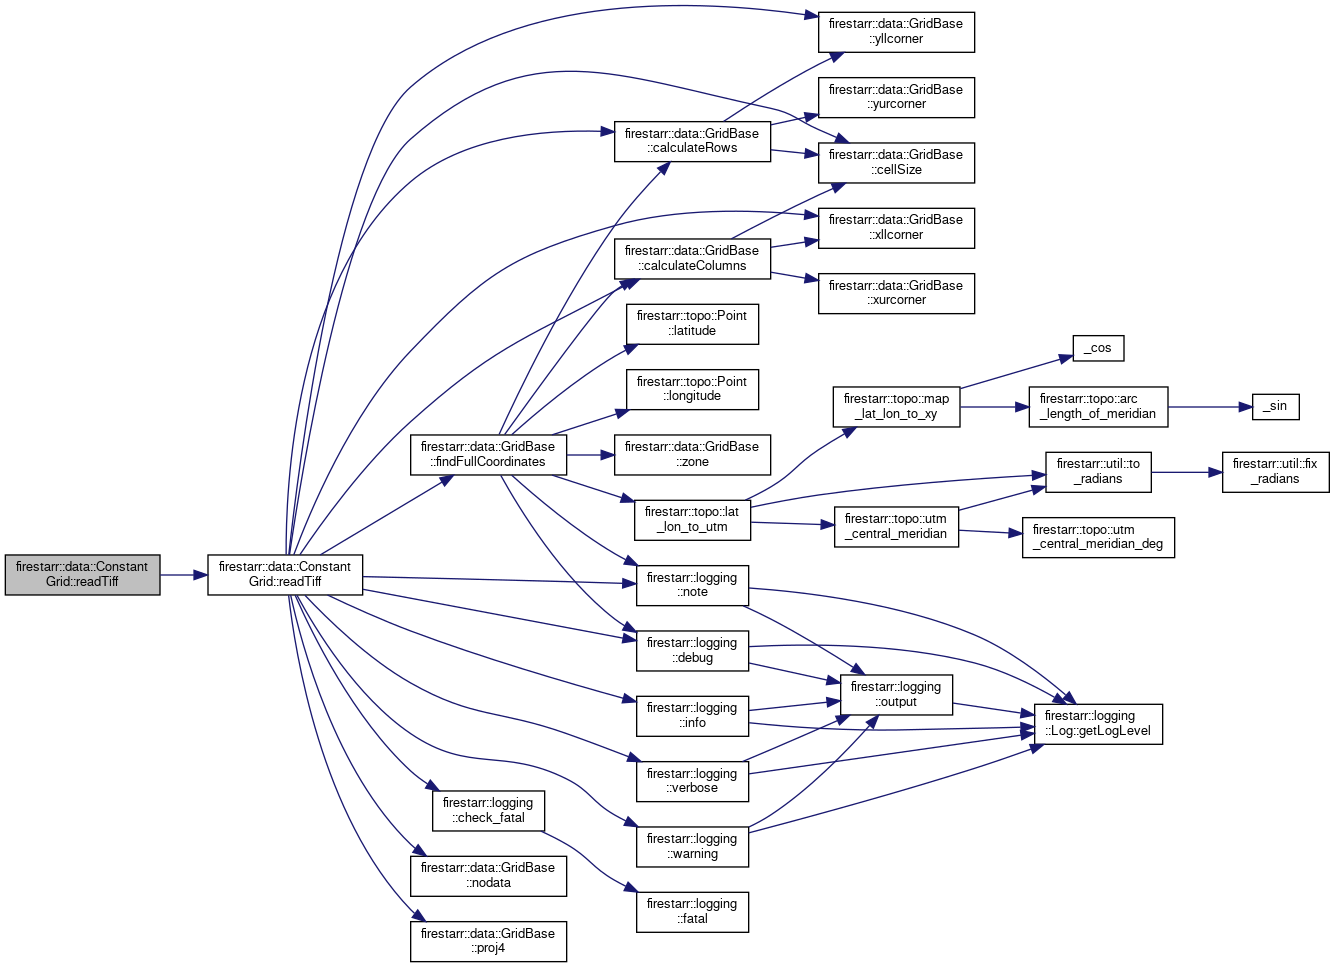 firestarr::data::GridBase
::yllcorner
firestarr::data::GridBase
::yurcorner
firestarr::data::GridBase
::calculateRows
firestarr::data::GridBase
::cellSize
firestarr::data::GridBase
::xllcorner
firestarr::data::GridBase
::calculateColumns
firestarr::data::GridBase
::xurcorner
firestarr::topo::Point
::latitude
_cos
firestarr::topo::Point
::longitude
firestarr::topo::map
_lat_lon_to_xy
firestarr::topo::arc
_length_of_meridian
_sin
firestarr::data::GridBase
::findFullCoordinates
firestarr::data::GridBase
::zone
firestarr::util::to
_radians
firestarr::util::fix
_radians
firestarr::topo::lat
_lon_to_utm
firestarr::topo::utm
_central_meridian
firestarr::topo::utm
_central_meridian_deg
firestarr::data::Constant
Grid::readTiff
firestarr::data::Constant
Grid::readTiff
firestarr::logging
::note
firestarr::logging
::debug
firestarr::logging
::output
firestarr::logging
::info
firestarr::logging
::Log::getLogLevel
firestarr::logging
::verbose
firestarr::logging
::check_fatal
firestarr::logging
::warning
firestarr::data::GridBase
::nodata
firestarr::logging
::fatal
firestarr::data::GridBase
::proj4